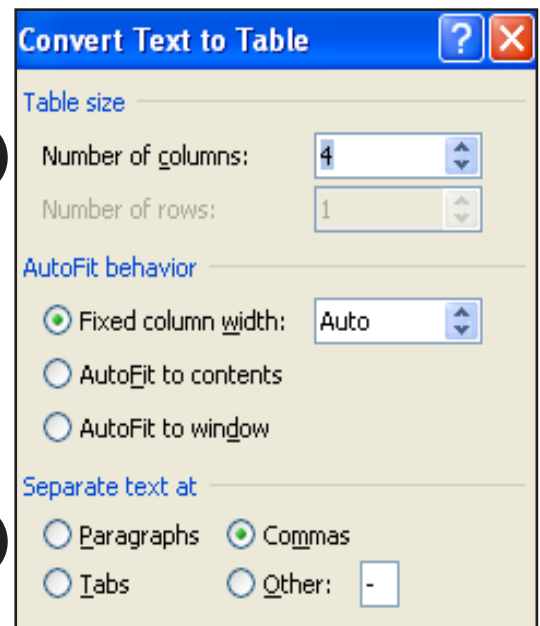 Convert Text to Table ?
Table size
Number of columns: 4
Number of rows: 1
AutoFit behavior
Fixed column width: Auto
AutoFit to contents
AutoFit to window
Separate text at
Paragraphs Commas
Tabs Other: -